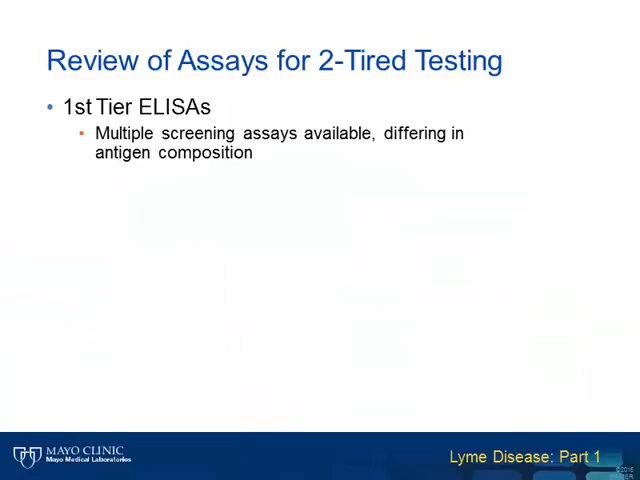 Review of Assays for 2-Tired Testing
• 1st Tier ELISAs
• Multiple screening assays available, differing in
antigen composition
MAYO CLINIC
Mayo Medical Laboratories
Lyme Disease: Part 1